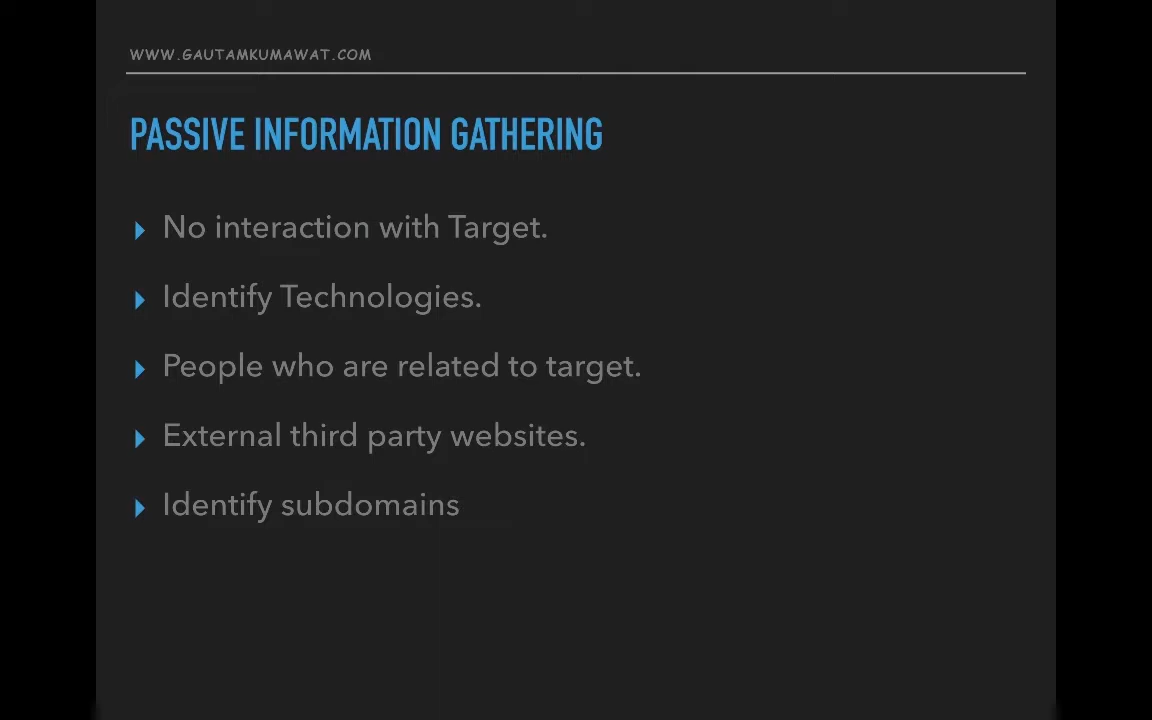 WWW.GAUTAMKUMAWAT.COM
PASSIVE INFORMATION GATHERING
No interaction with Target.
Identify Technologies.
People who are related to target.
External third party websites.
Identify subdomains